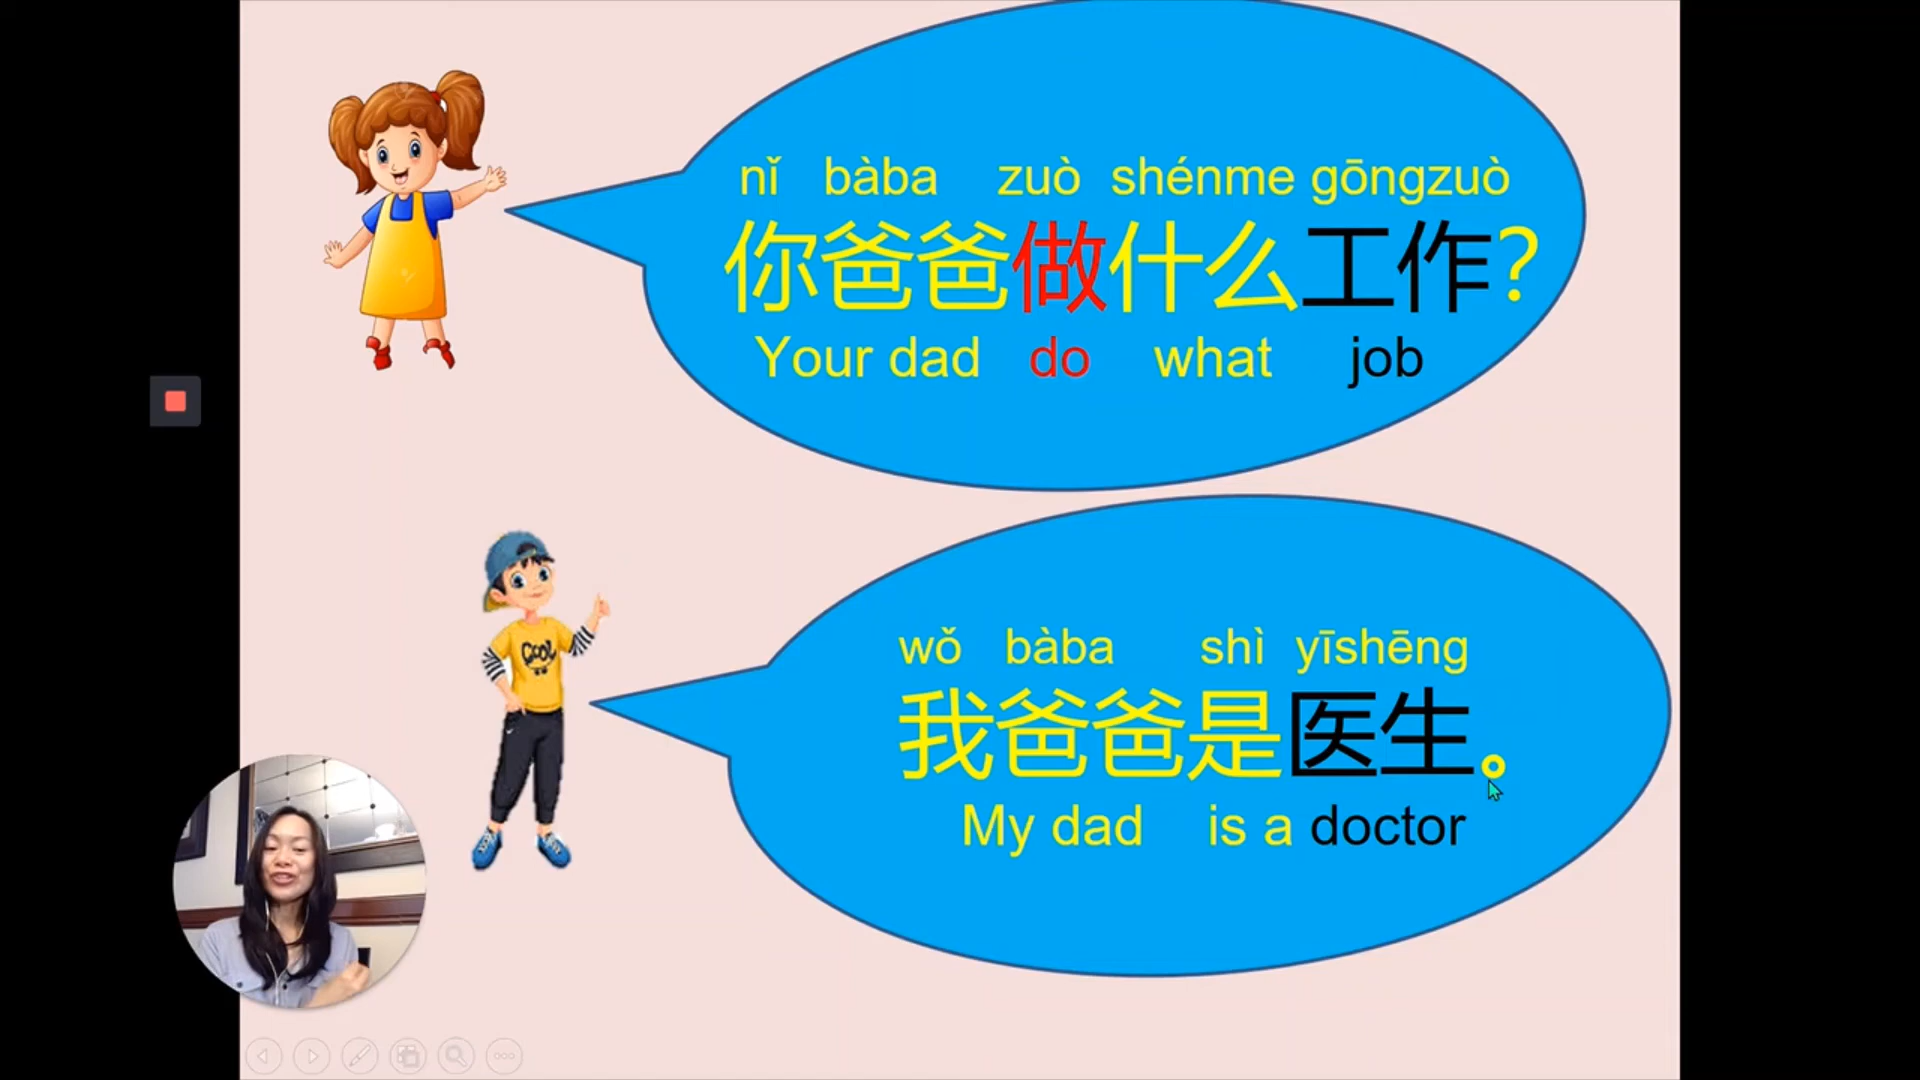 nǐ bàba zuò shénme gōngzuò
你爸爸做什么工作?
Your dad do what job
wǒ bàba shì yīshēng
我爸爸是医生。
My dad is a doctor
COOL